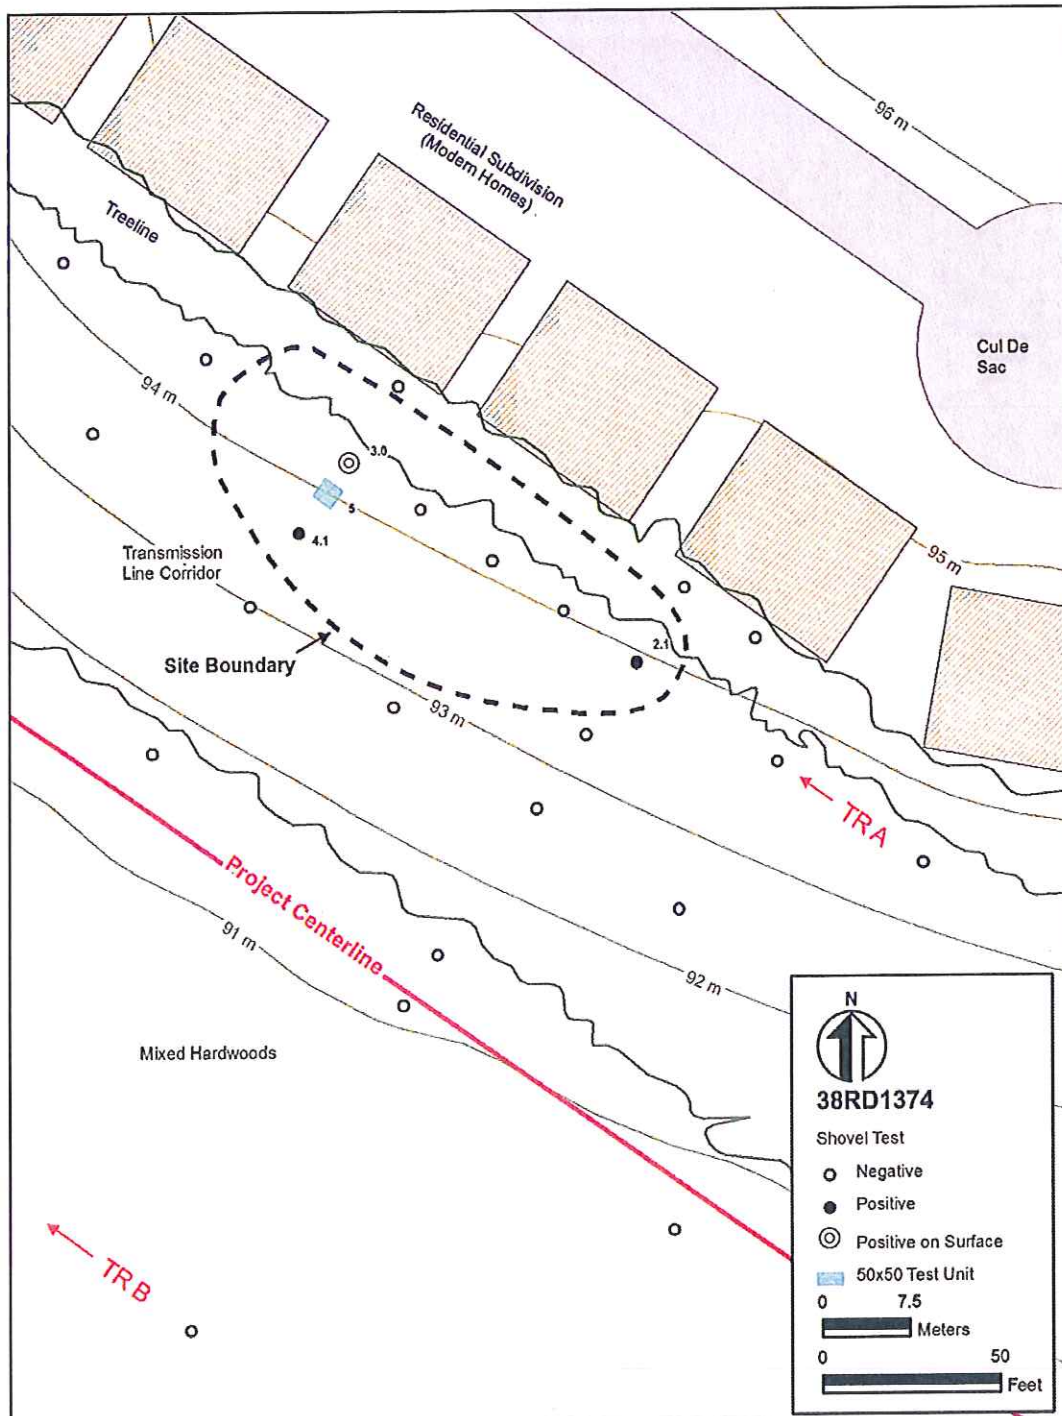 96 m
Residential Subdivision
(Modern Homes)
Treeline
Cul De
Sac
94 m
3.0
5
4.1
95 m
Transmission
Line Corridor
Site Boundary
2.1
93 m
TR A
Project Centerline
91 m
92 m
Mixed Hardwoods
TR B
N
38RD1374
Shovel Test
Negative
Positive
Positive on Surface
50x50 Test Unit
0 7.5
Meters
0 50
Feet